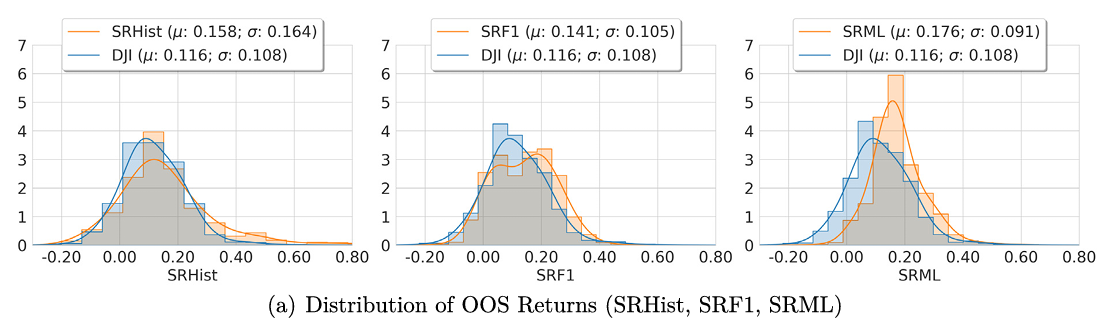 SRHist (μ: 0.158; σ: 0.164)
DJI (μ: 0.116; σ: 0.108)
7
6
5
4
3
2
1
0
-0.20 0.00 0.20 0.40 0.60 0.80
SRHist
SRF1 (μ: 0.141; σ: 0.105)
DJI (μ: 0.116; σ: 0.108)
7
6
5
4
3
2
1
0
-0.20 0.00 0.20 0.40 0.60 0.80
SRF1
SRML (μ: 0.176; σ: 0.091)
DJI (μ: 0.116; σ: 0.108)
7
6
5
4
3
2
1
0
-0.20 0.00 0.20 0.40 0.60 0.80
SRML
(a) Distribution of OOS Returns (SRHist, SRF1, SRML)